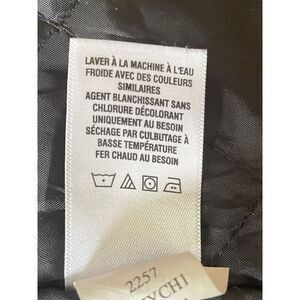 LAVER À LA MACHINE À L'EAU
FROIDE AVEC DES COULEURS
SIMILAIRES
AGENT BLANCHISSANT SANS
CHLORURE DÉCOLORANT
UNIQUEMENT AU BESOIN
SÉCHAGE PAR CULBUTAGE À
BASSE TEMPÉRATURE
FER CHAUD AU BESOIN
2257